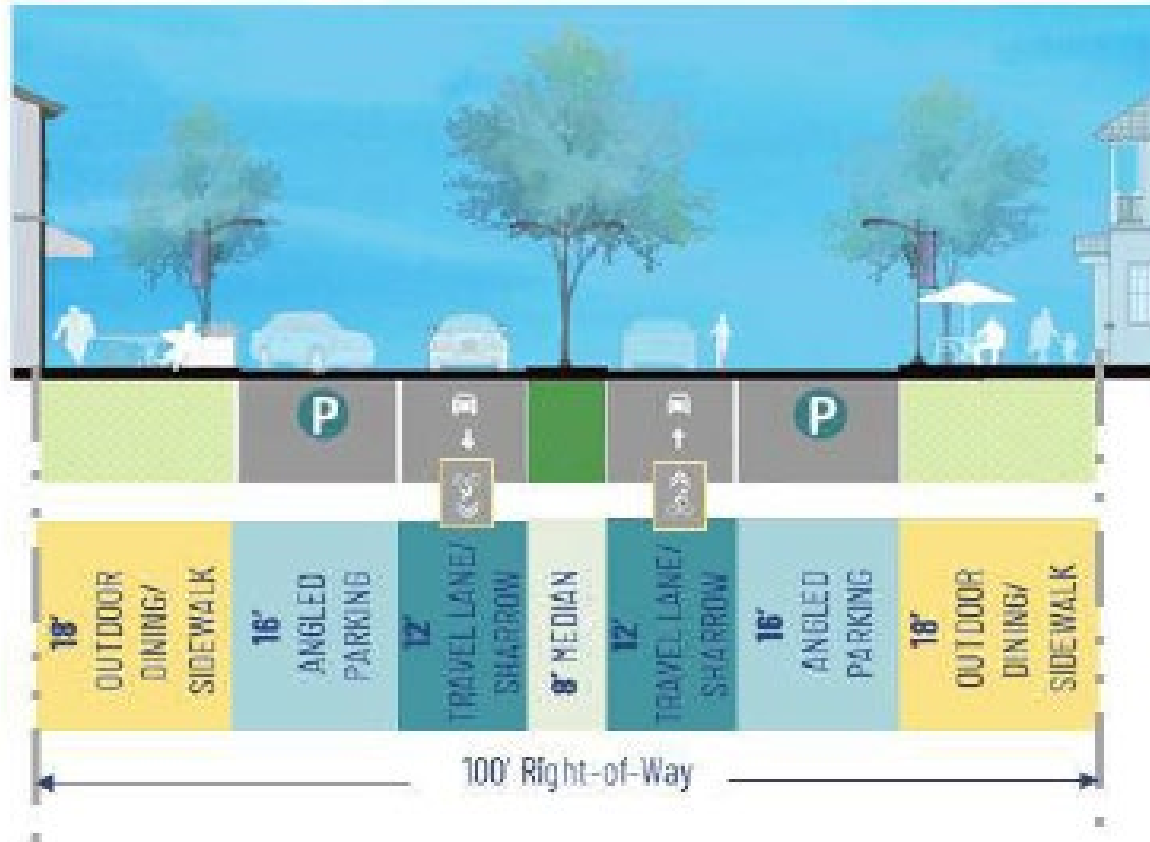 P
P
18'
OUTDOOR
DINING/
SIDEWALK
16'
ANGLED
PARKING
12'
TRAVEL LANE/
SHARROW
8' MEDIAN
12'
TRAVEL LANE/
SHARROW
16'
ANGLED
PARKING
18'
OUTDOOR
DINING/
SIDEWALK
100' Right-of-Way